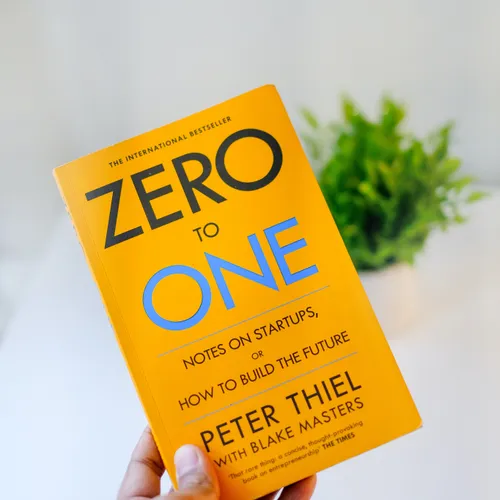 THE INTERNATIONAL BESTSELLER
ZERO
TO
ONE
NOTES ON STARTUPS,
OR
HOW TO BUILD THE FUTURE
PETER THIEL
WITH BLAKE MASTERS
'That rare thing: a concise, thought-provoking
book on entrepreneurship' THE TIMES